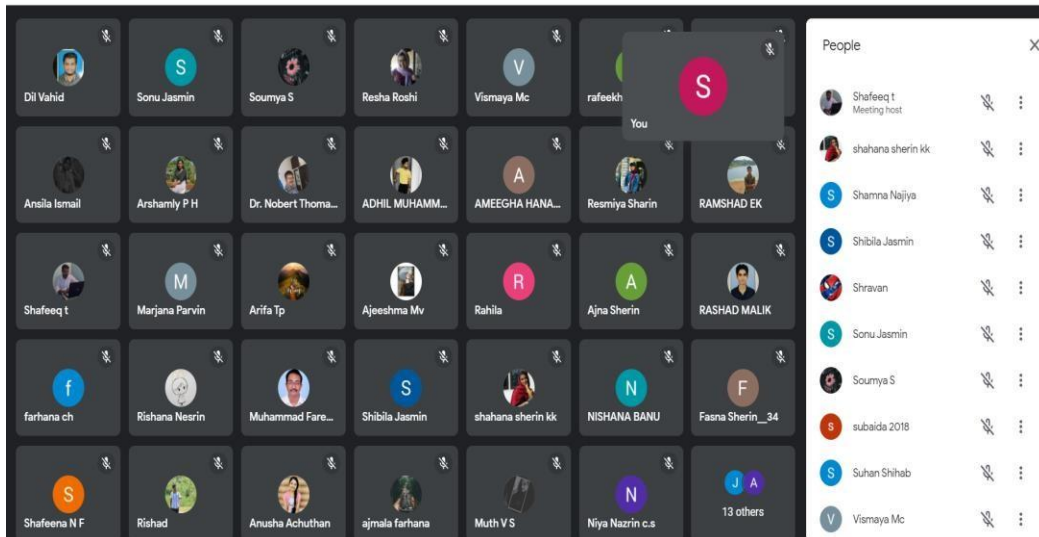 Dil Vahid
S
Sonu Jasmin
Soumya S
Resha Roshi
V
Vismaya Mc
rafeekh
S
You
Ansila Ismail
Arshamly P H
Dr. Nobert Thoma...
ADHIL MUHAMM...
A
AMEEGHA HANA...
Resmiya Sharin
RAMSHAD EK
Shafeeq t
M
Marjana Parvin
Arifa Tp
Ajeeshma Mv
R
Rahila
A
Ajna Sherin
RASHAD MALIK
f
farhana ch
Rishana Nesrin
Muhammad Fare...
S
Shibila Jasmin
shahana sherin kk
N
NISHANA BANU
F
Fasna Sherin__34
S
Shafeena N F
Rishad
Anusha Achuthan
ajmala farhana
Muth V S
N
Niya Nazrin c.s
J A
13 others
People
Shafeeq t
Meeting host
shahana sherin kk
S
Shamna Najiya
S
Shibila Jasmin
Shravan
S
Sonu Jasmin
Soumya S
s
subaida 2018
S
Suhan Shihab
V
Vismaya Mc